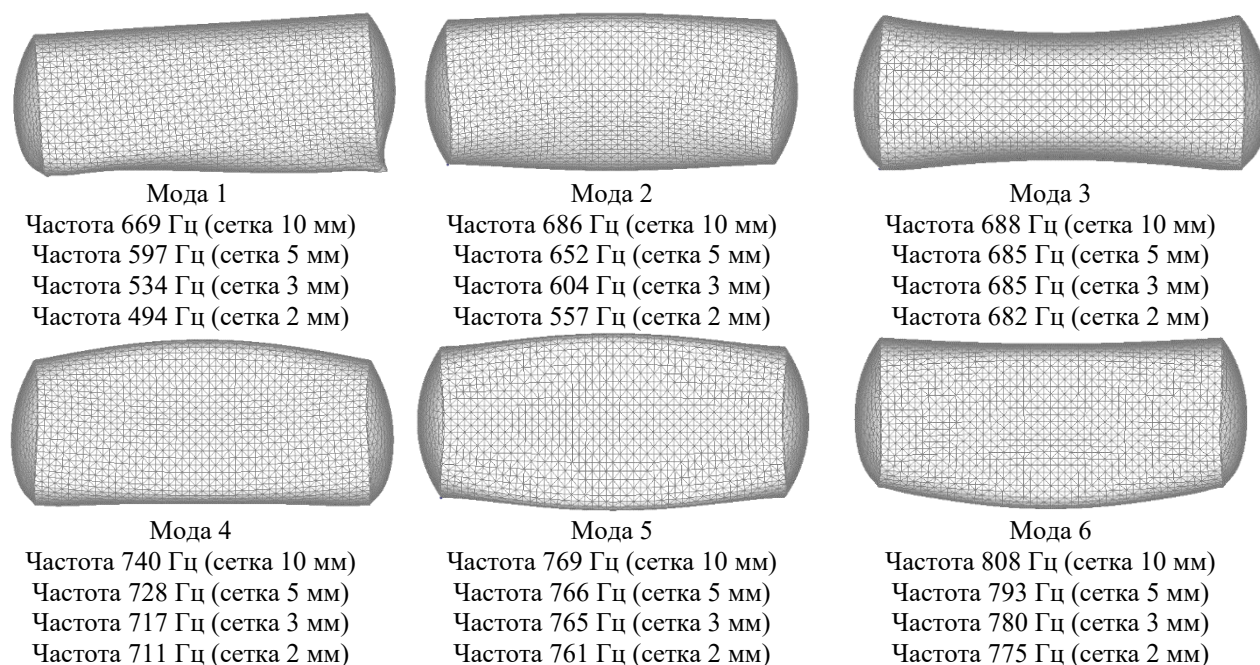 Мода 1
Частота 669 Гц (сетка 10 мм)
Частота 597 Гц (сетка 5 мм)
Частота 534 Гц (сетка 3 мм)
Частота 494 Гц (сетка 2 мм)
Мода 2
Частота 686 Гц (сетка 10 мм)
Частота 652 Гц (сетка 5 мм)
Частота 604 Гц (сетка 3 мм)
Частота 557 Гц (сетка 2 мм)
Мода 3
Частота 688 Гц (сетка 10 мм)
Частота 685 Гц (сетка 5 мм)
Частота 685 Гц (сетка 3 мм)
Частота 682 Гц (сетка 2 мм)
Мода 4
Частота 740 Гц (сетка 10 мм)
Частота 728 Гц (сетка 5 мм)
Частота 717 Гц (сетка 3 мм)
Частота 711 Гц (сетка 2 мм)
Мода 5
Частота 769 Гц (сетка 10 мм)
Частота 766 Гц (сетка 5 мм)
Частота 765 Гц (сетка 3 мм)
Частота 761 Гц (сетка 2 мм)
Мода 6
Частота 808 Гц (сетка 10 мм)
Частота 793 Гц (сетка 5 мм)
Частота 780 Гц (сетка 3 мм)
Частота 775 Гц (сетка 2 мм)